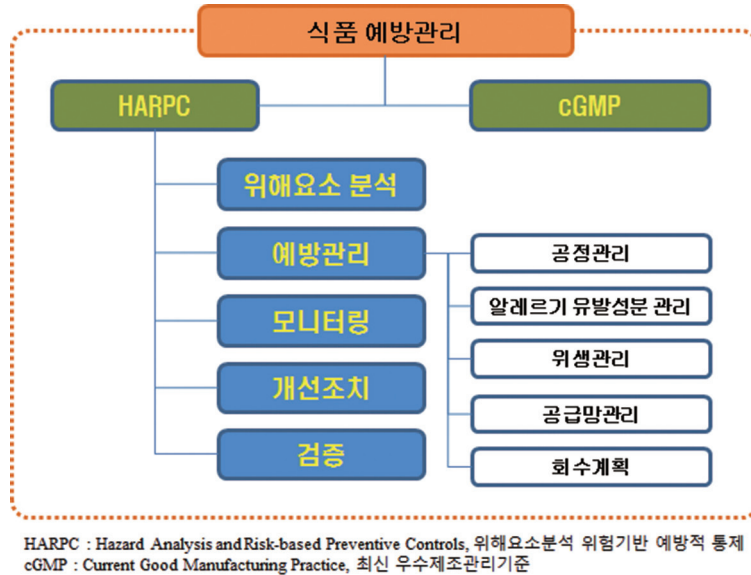 식품 예방관리
HARPC
cGMP
위해요소 분석
예방관리
모니터링
개선조치
검증
공정관리
알레르기 유발성분 관리
위생관리
공급망관리
회수계획
HARPC : Hazard Analysis and Risk-based Preventive Controls, 위해요소분석 위험기반 예방적 통제
cGMP : Current Good Manufacturing Practice, 최신 우수제조관리기준